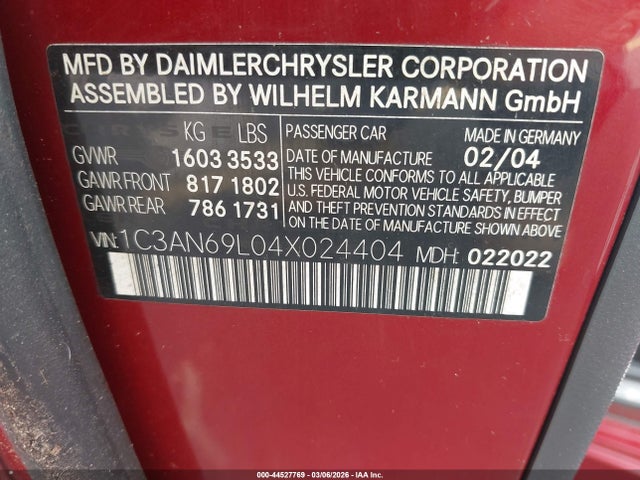 MFD BY DAIMLERCHRYSLER CORPORATION
ASSEMBLED BY WILHELM KARMANN GmbH
KG LBS
GVWR 1603 3533
GAWR FRONT 817 1802
GAWR REAR 786 1731
PASSENGER CAR MADE IN GERMANY
DATE OF MANUFACTURE 02/04
THIS VEHICLE CONFORMS TO ALL APPLICABLE
U.S. FEDERAL MOTOR VEHICLE SAFETY, BUMPER
AND THEFT PREVENTION STANDARDS IN EFFECT
ON THE DATE OF MANUFACTURE SHOWN ABOVE.
VIN: 1C3AN69L04X024404 MDH: 022022
000-44527769 • 03/06/2026 • IAA Inc.